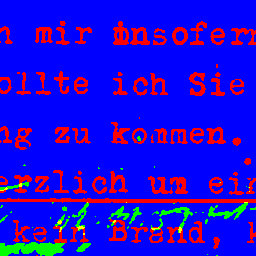 n mir insofern
ollte ich Sie
ng zu kommen.
erzlich um ein
kein Brand, k